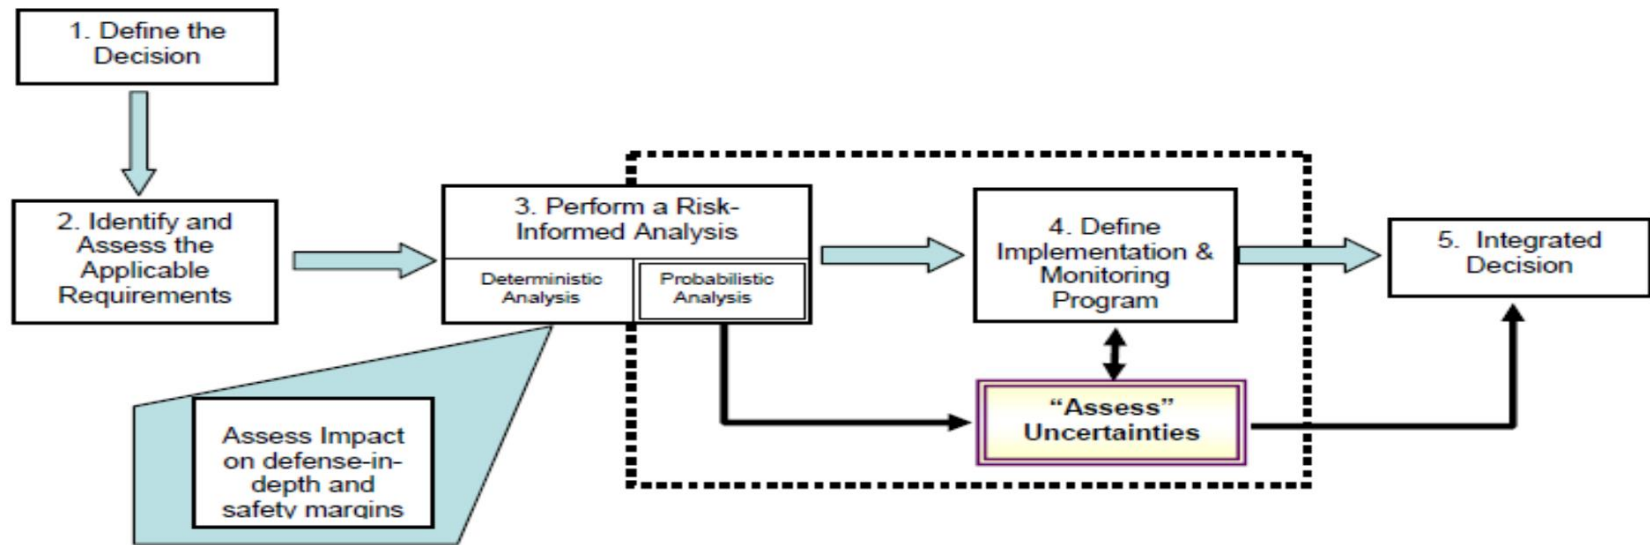 1. Define the
Decision
2. Identify and
Assess the
Applicable
Requirements
3. Perform a Risk-
Informed Analysis
Deterministic
Analysis
Probabilistic
Analysis
4. Define
Implementation &
Monitoring
Program
5. Integrated
Decision
“Assess”
Uncertainties
Assess Impact
on defense-in-
depth and
safety margins